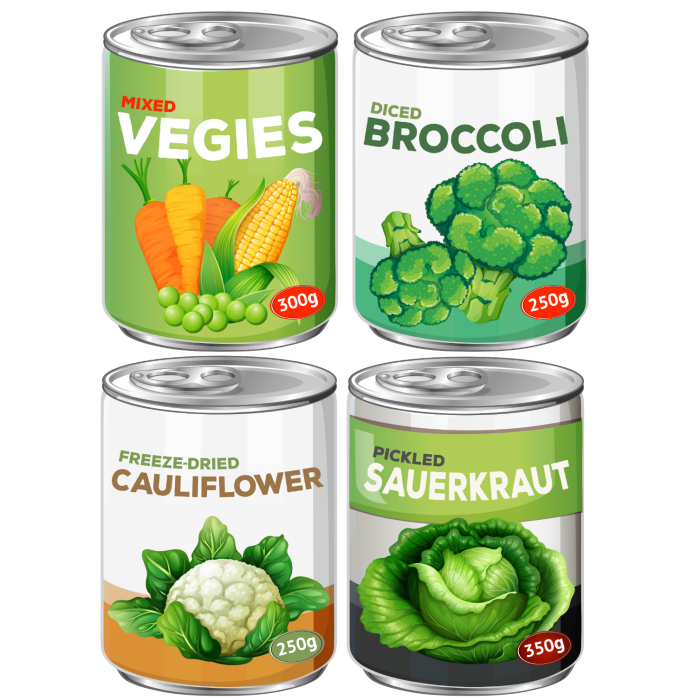 MIXED
VEGIES
300g
DICED
BROCCOLI
250g
FREEZE-DRIED
CAULIFLOWER
250g
PICKLED
SAUERKRAUT
350g